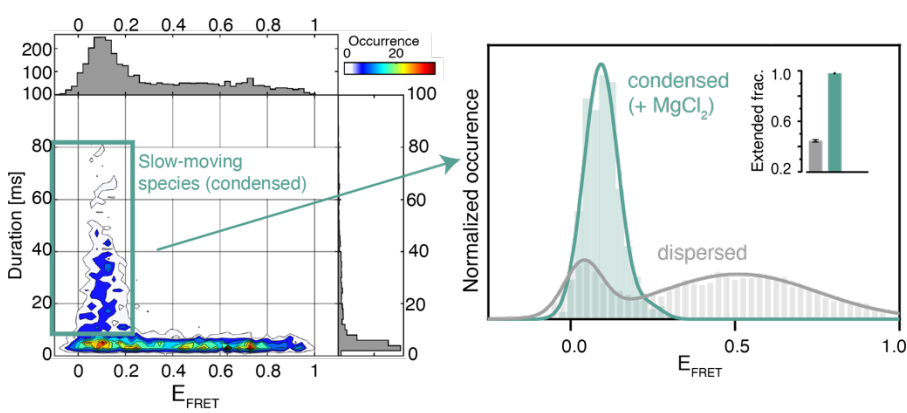 0 0.2 0.4 0.6 0.8 1
200
100
100
Occurrence
0 20
100
80
60
40
20
0
Duration [ms]
Slow-moving
species (condensed)
100
80
60
40
20
0
0 0.2 0.4 0.6 0.8 1
E_FRET
Normalized occurence
condensed
(+ MgCl₂)
dispersed
Extended frac.
1.0
0.2
0.0 0.5 1.0
E_FRET